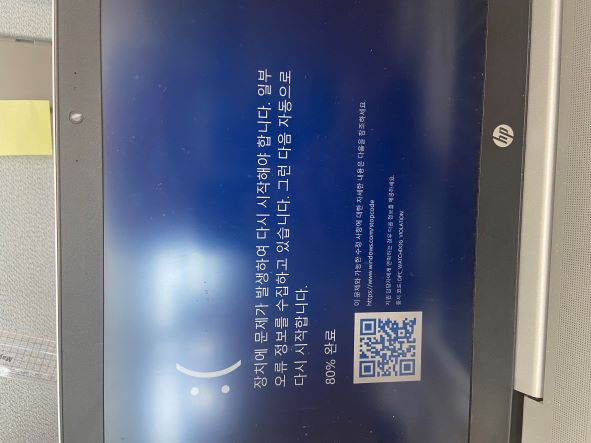 :(
장치에 문제가 발생하여 다시 시작해야 합니다. 일부
오류 정보를 수집하고 있습니다. 그런 다음 자동으로
다시 시작합니다.
80% 완료
이 문제와 가능한 수정 사항에 대한 자세한 내용은 다음을 참조하세요.
https://www.windows.com/stopcode
지원 담당자에게 연락하는 경우 다음 정보를 제공하세요.
중지 코드: DPC_WATCHDOG_VIOLATION
hp